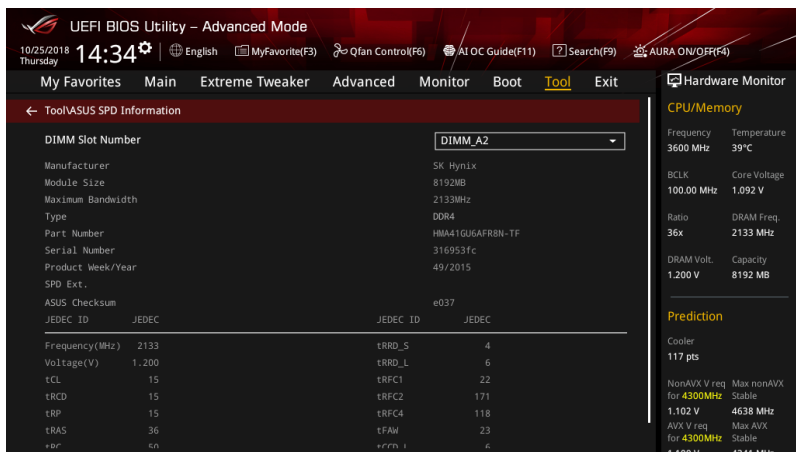 UEFI BIOS Utility – Advanced Mode
10/25/2018
Thursday
14:34
English
MyFavorite(F3)
Qfan Control(F6)
AI OC Guide(F11)
Search(F9)
AURA ON/OFF(F4)
My Favorites Main Extreme Tweaker Advanced Monitor Boot Tool Exit
Hardware Monitor
← Tool\ASUS SPD Information
DIMM Slot Number DIMM_A2
Manufacturer SK Hynix
Module Size 8192MB
Maximum Bandwidth 2133MHz
Type DDR4
Part Number HMA41GU6AFR8N-TF
Serial Number 316953fc
Product Week/Year 49/2015
SPD Ext.
ASUS Checksum e037
JEDEC ID JEDEC JEDEC ID JEDEC
Frequency(MHz) 2133 tRRD_S 4
Voltage(V) 1.200 tRRD_L 6
tCL 15 tRFC1 22
tRCD 15 tRFC2 171
tRP 15 tRFC4 118
tRAS 36 tFAW 23
tRC 50 tCCD_L 6
CPU/Memory
Frequency Temperature
3600 MHz 39°C
BCLK Core Voltage
100.00 MHz 1.092 V
Ratio DRAM Freq.
36x 2133 MHz
DRAM Volt. Capacity
1.200 V 8192 MB
Prediction
Cooler
117 pts
NonAVX V req Max nonAVX
for 4300MHz Stable
1.102 V 4638 MHz
AVX V req Max AVX
for 4300MHz Stable